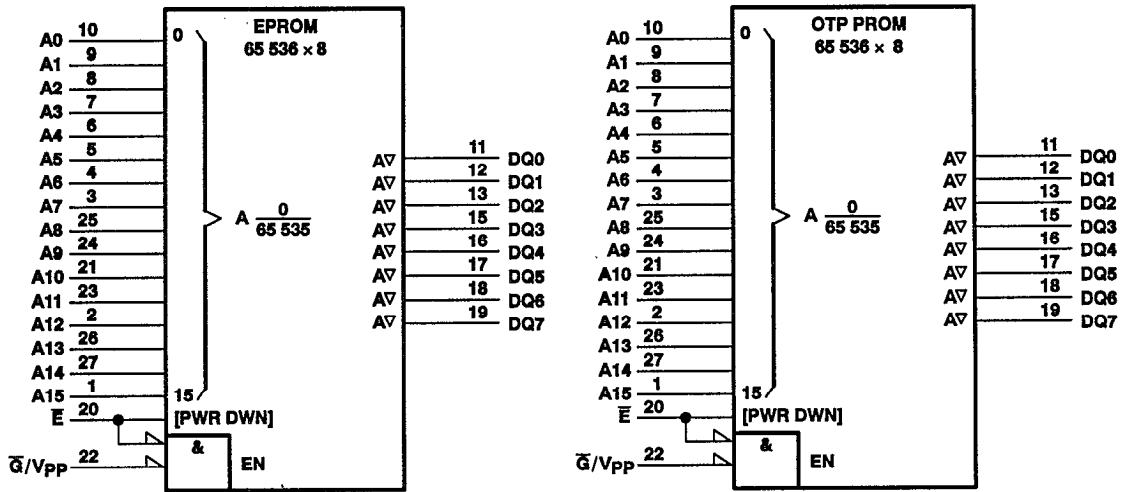 EPROM
65 536 × 8
A0 10
0
A1 9
A2 8
A3 7
A4 6
A5 5
A6 4
A7 3
A8 25
A9 24
A10 21
A11 23
A12 2
A13 26
A14 27
A15 1
15
E̅ 20
[PWR DWN]
&
G̅/VPP 22
EN
A 0
65 535
A▽ 11 DQ0
A▽ 12 DQ1
A▽ 13 DQ2
A▽ 15 DQ3
A▽ 16 DQ4
A▽ 17 DQ5
A▽ 18 DQ6
A▽ 19 DQ7
OTP PROM
65 536 × 8
A0 10
0
A1 9
A2 8
A3 7
A4 6
A5 5
A6 4
A7 3
A8 25
A9 24
A10 21
A11 23
A12 2
A13 26
A14 27
A15 1
15
E̅ 20
[PWR DWN]
&
G̅/VPP 22
EN
A 0
65 535
A▽ 11 DQ0
A▽ 12 DQ1
A▽ 13 DQ2
A▽ 15 DQ3
A▽ 16 DQ4
A▽ 17 DQ5
A▽ 18 DQ6
A▽ 19 DQ7